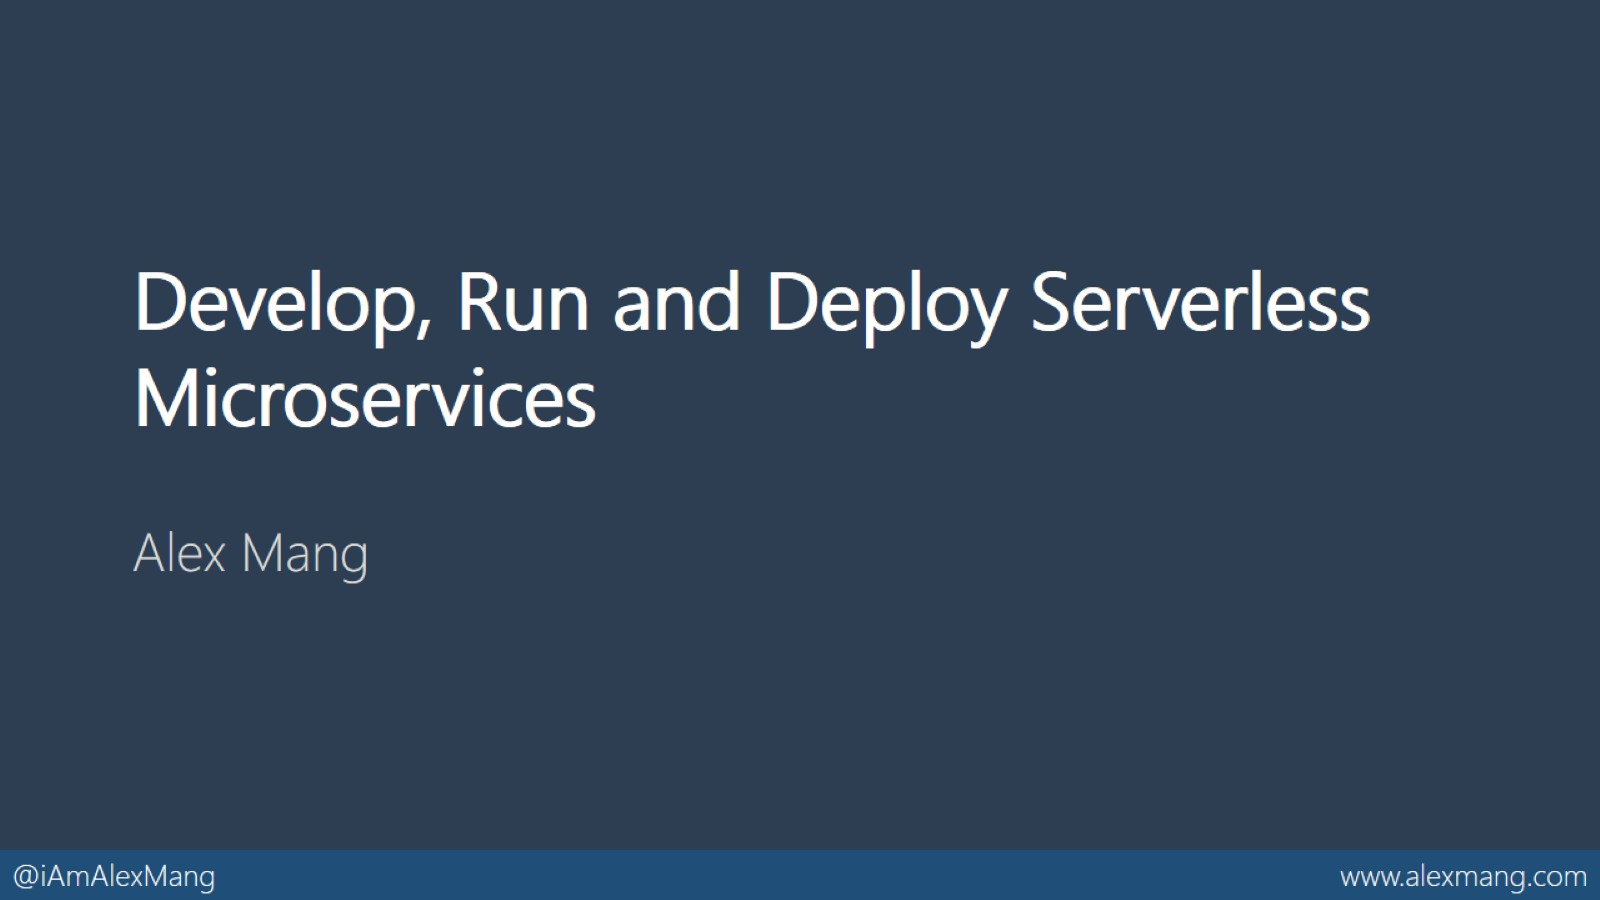 Develop, Run and Deploy Serverless
Microservices
Alex Mang
@iAmAlexMang
www.alexmang.com